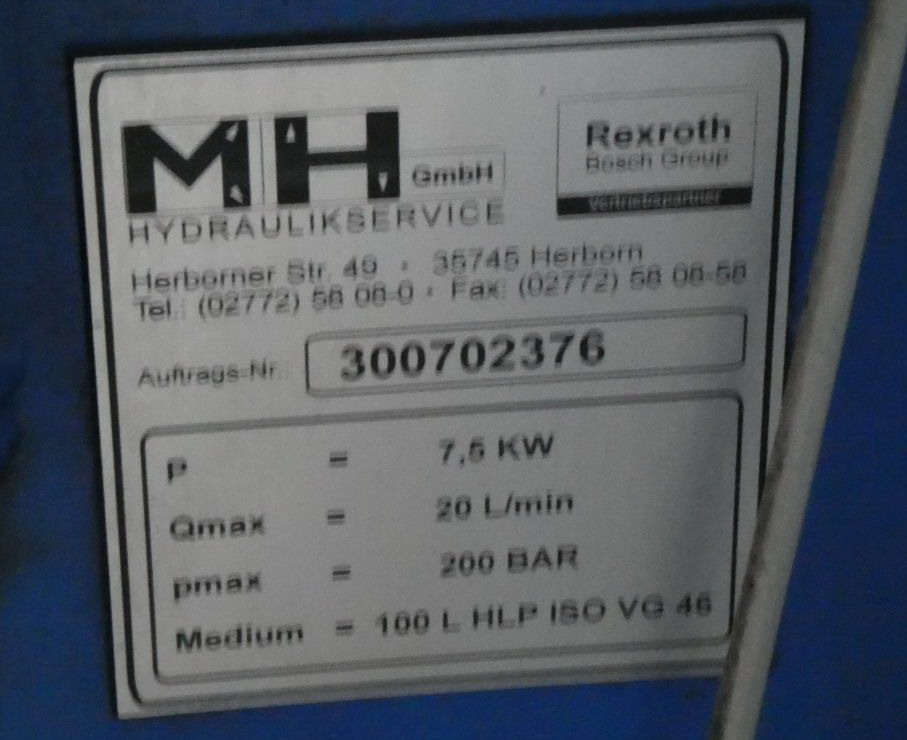 MH GmbH
HYDRAULIKSERVICE
Rexroth
Bosch Group
Vertriebspartner
Herborner Str. 49 · 35745 Herborn
Tel.: (02772) 58 08-0 · Fax: (02772) 58 08-58
Auftrags-Nr.: 300702376
P = 7,5 KW
Qmax = 20 L/min
pmax = 200 BAR
Medium = 100 L HLP ISO VG 46